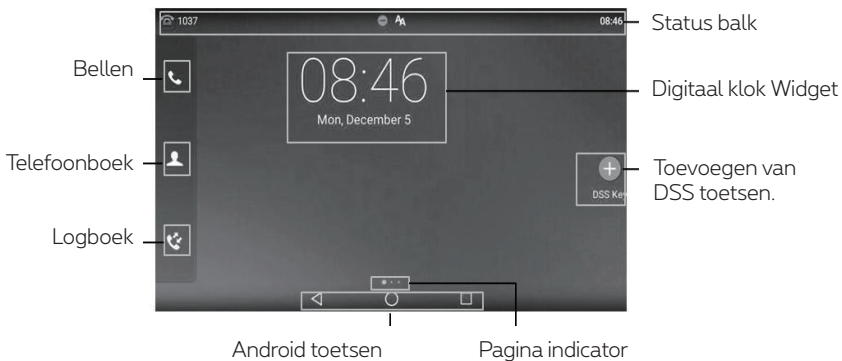 1037
AA
08:46
Status balk
Bellen
08:46
Mon, December 5
Digitaal klok Widget
Telefoonboek
Toevoegen van
DSS toetsen.
DSS Key
Logboek
Android toetsen
Pagina indicator